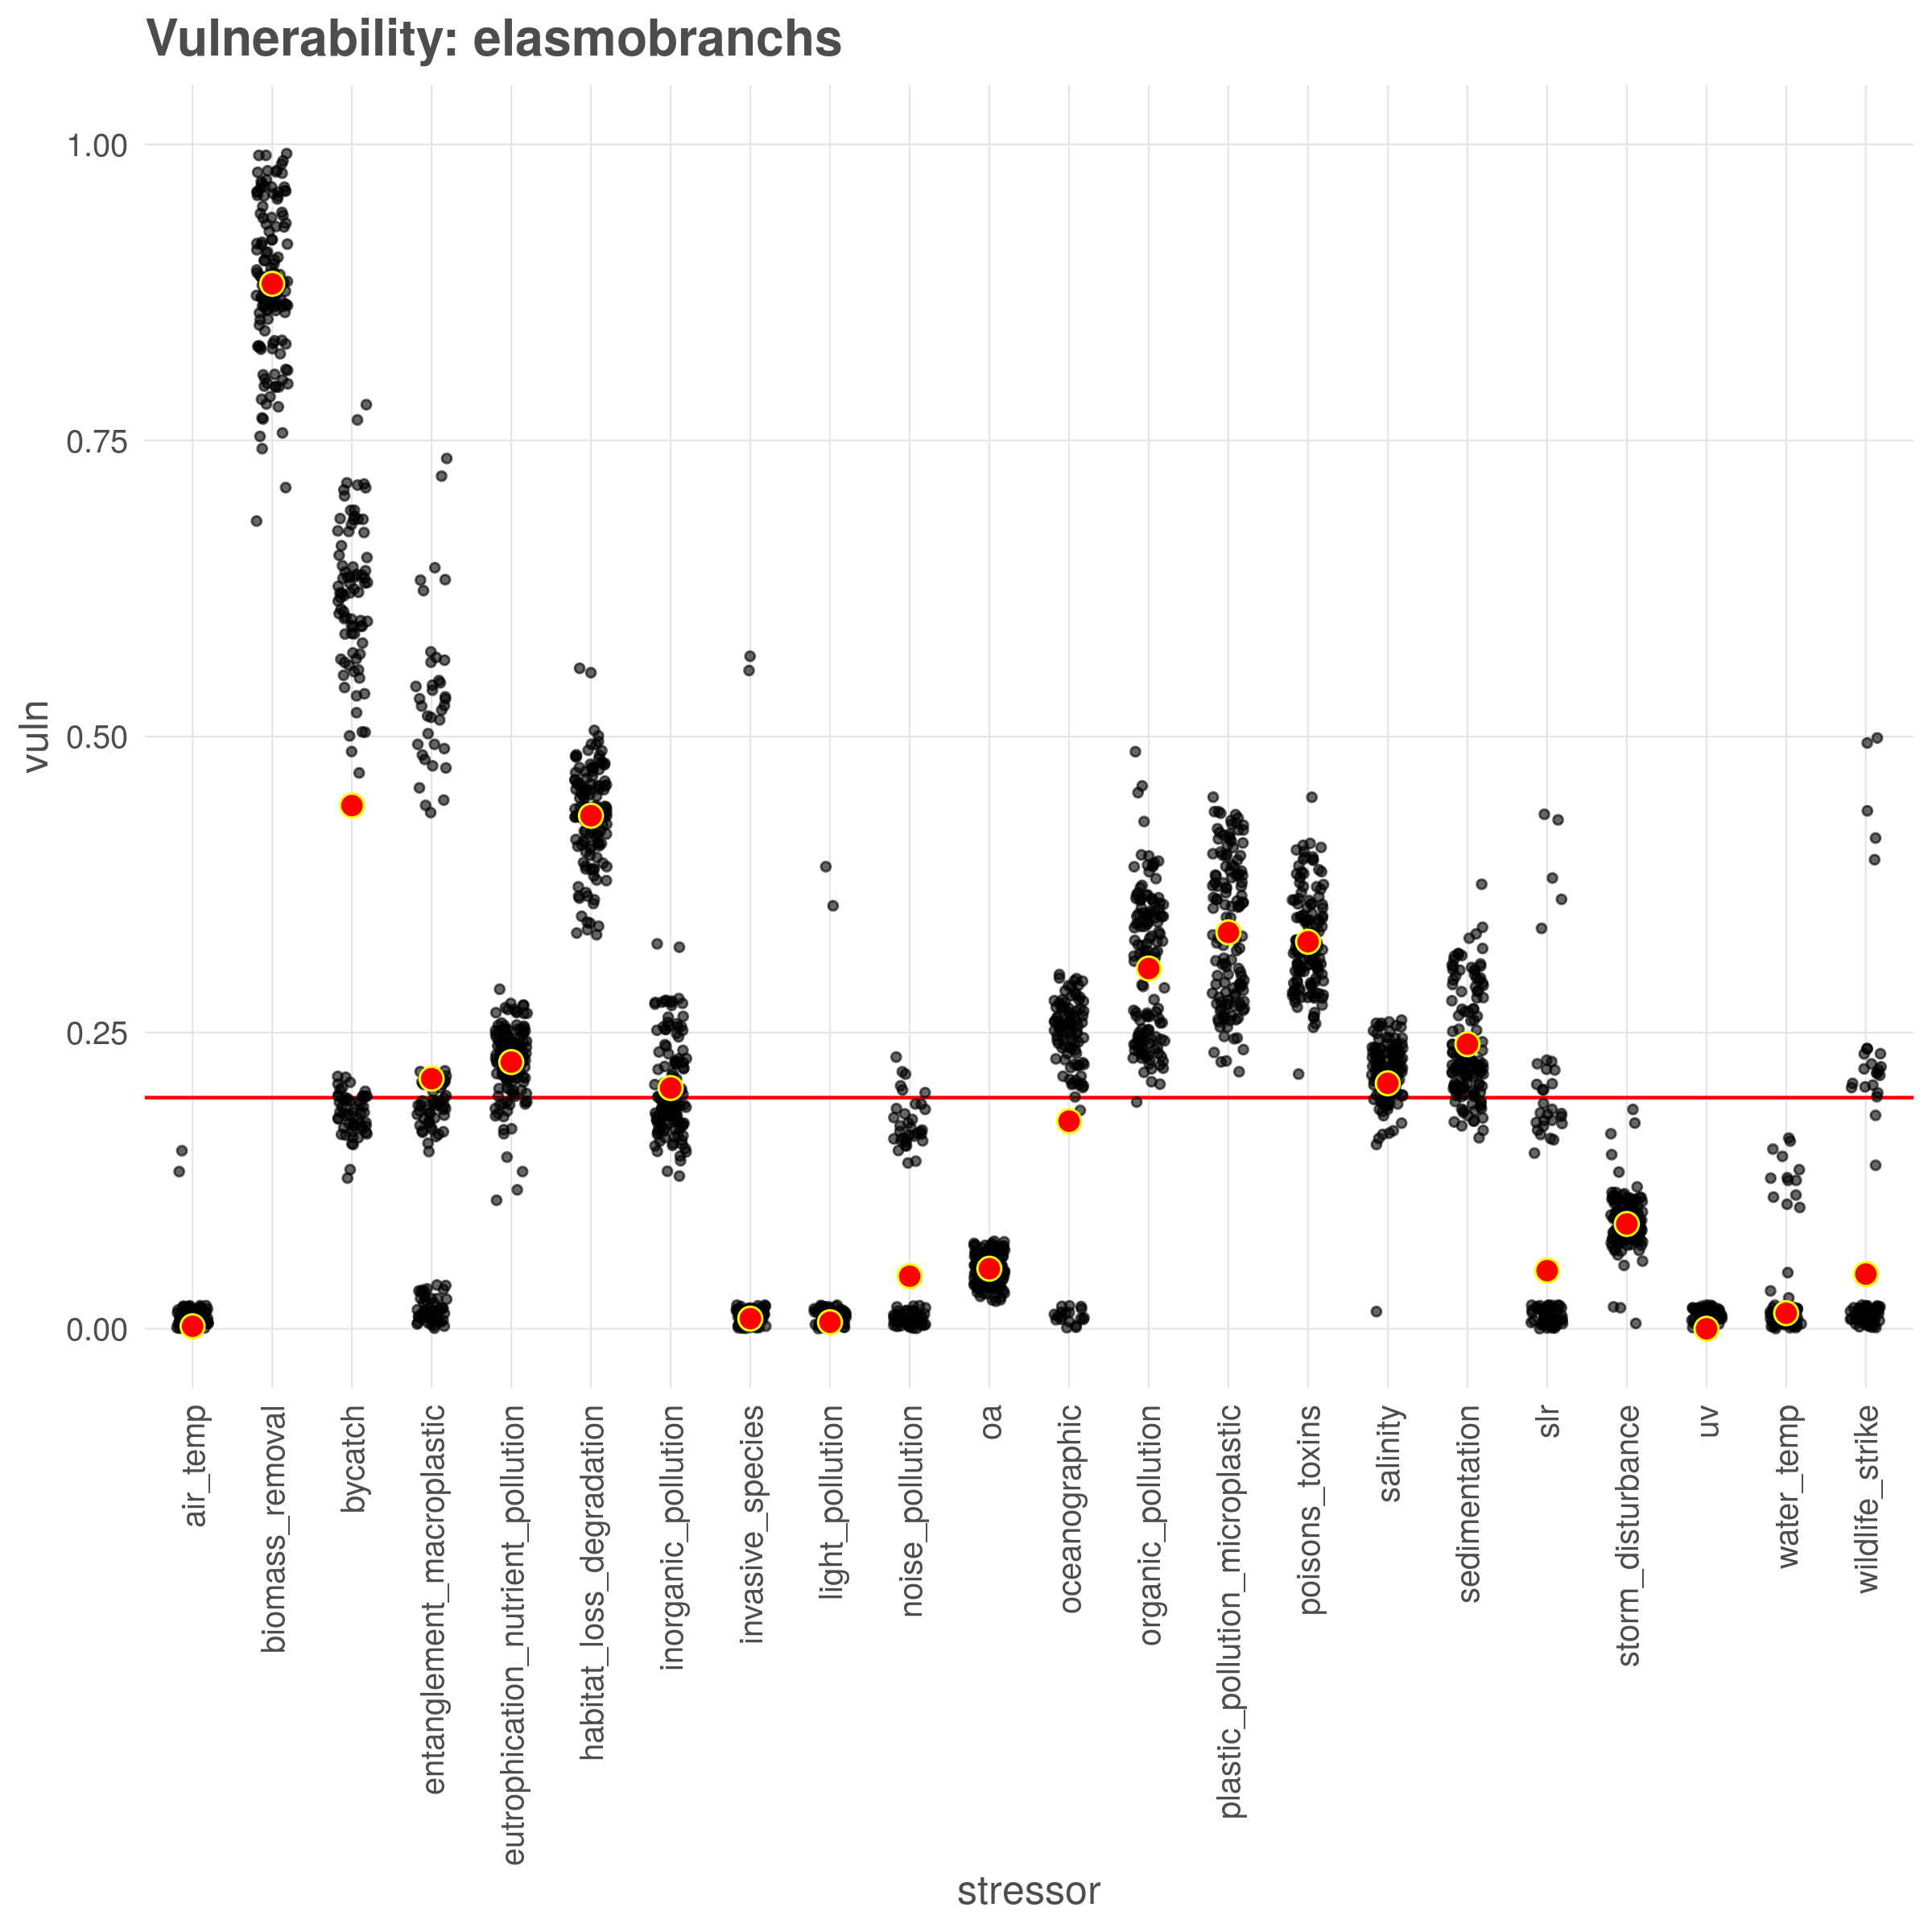 Vulnerability: elasmobranchs
1.00
0.75
0.50
0.25
0.00
vuln
air_temp
biomass_removal
bycatch
entanglement_macroplastic
eutrophication_nutrient_pollution
habitat_loss_degradation
inorganic_pollution
invasive_species
light_pollution
noise_pollution
oa
oceanographic
organic_pollution
plastic_pollution_microplastic
poisons_toxins
salinity
sedimentation
slr
storm_disturbance
uv
water_temp
wildlife_strike
stressor